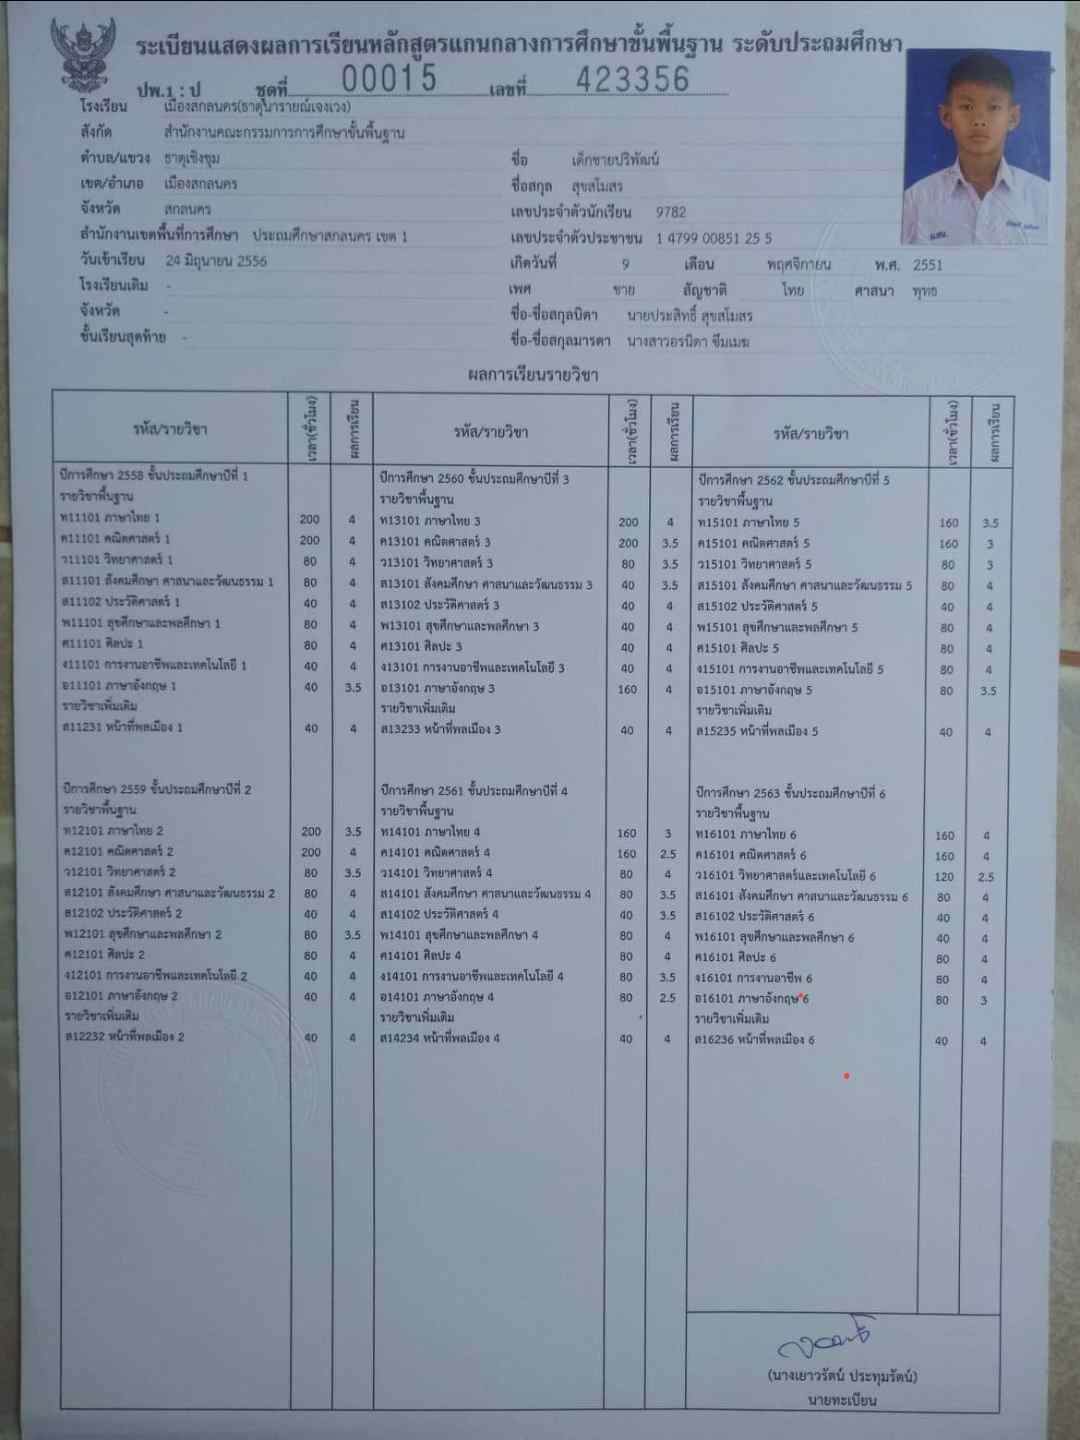 ระเบียนแสดงผลการเรียนหลักสูตรแกนกลางการศึกษาขั้นพื้นฐาน ระดับประถมศึกษา
ปพ.1 : ป ชุดที่ 00015 เลขที่ 423356
โรงเรียน เมืองสกลนคร(ธาตุนารายณ์เจงเวง)
สังกัด สำนักงานคณะกรรมการการศึกษาขั้นพื้นฐาน
ตำบล/แขวง ธาตุเชิงชุม
เขต/อำเภอ เมืองสกลนคร
จังหวัด สกลนคร
สำนักงานเขตพื้นที่การศึกษา ประถมศึกษาสกลนคร เขต 1
วันเข้าเรียน 24 มิถุนายน 2556
โรงเรียนเดิม -
จังหวัด -
ชั้นเรียนสุดท้าย -
ชื่อ เด็กชายปริพัฒน์
ชื่อสกุล สุขสโมสร
เลขประจำตัวนักเรียน 9782
เลขประจำตัวประชาชน 1 4799 00851 25 5
เกิดวันที่ 9 เดือน พฤศจิกายน พ.ศ. 2551
เพศ ชาย สัญชาติ ไทย ศาสนา พุทธ
ชื่อ-ชื่อสกุลบิดา นายประสิทธิ์ สุขสโมสร
ชื่อ-ชื่อสกุลมารดา นางสาวอรนิดา ซึมเมฆ
ผลการเรียนรายวิชา
รหัส/รายวิชา เวลา(ชั่วโมง) ผลการเรียน
ปีการศึกษา 2558 ชั้นประถมศึกษาปีที่ 1
รายวิชาพื้นฐาน
ท11101 ภาษาไทย 1 200 4
ค11101 คณิตศาสตร์ 1 200 4
ว11101 วิทยาศาสตร์ 1 80 4
ส11101 สังคมศึกษา ศาสนาและวัฒนธรรม 1 80 4
ส11102 ประวัติศาสตร์ 1 40 4
พ11101 สุขศึกษาและพลศึกษา 1 80 4
ศ11101 ศิลปะ 1 80 4
ง11101 การงานอาชีพและเทคโนโลยี 1 40 4
อ11101 ภาษาอังกฤษ 1 40 3.5
รายวิชาเพิ่มเติม
ส11231 หน้าที่พลเมือง 1 40 4
ปีการศึกษา 2559 ชั้นประถมศึกษาปีที่ 2
รายวิชาพื้นฐาน
ท12101 ภาษาไทย 2 200 3.5
ค12101 คณิตศาสตร์ 2 200 4
ว12101 วิทยาศาสตร์ 2 80 3.5
ส12101 สังคมศึกษา ศาสนาและวัฒนธรรม 2 80 4
ส12102 ประวัติศาสตร์ 2 40 4
พ12101 สุขศึกษาและพลศึกษา 2 80 3.5
ศ12101 ศิลปะ 2 80 4
ง12101 การงานอาชีพและเทคโนโลยี 2 40 4
อ12101 ภาษาอังกฤษ 2 40 4
รายวิชาเพิ่มเติม
ส12232 หน้าที่พลเมือง 2 40 4
รหัส/รายวิชา เวลา(ชั่วโมง) ผลการเรียน
ปีการศึกษา 2560 ชั้นประถมศึกษาปีที่ 3
รายวิชาพื้นฐาน
ท13101 ภาษาไทย 3 200 4
ค13101 คณิตศาสตร์ 3 200 3.5
ว13101 วิทยาศาสตร์ 3 80 3.5
ส13101 สังคมศึกษา ศาสนาและวัฒนธรรม 3 40 3.5
ส13102 ประวัติศาสตร์ 3 40 4
พ13101 สุขศึกษาและพลศึกษา 3 40 4
ศ13101 ศิลปะ 3 40 4
ง13101 การงานอาชีพและเทคโนโลยี 3 40 4
อ13101 ภาษาอังกฤษ 3 160 4
รายวิชาเพิ่มเติม
ส13233 หน้าที่พลเมือง 3 40 4
ปีการศึกษา 2561 ชั้นประถมศึกษาปีที่ 4
รายวิชาพื้นฐาน
ท14101 ภาษาไทย 4 160 3
ค14101 คณิตศาสตร์ 4 160 2.5
ว14101 วิทยาศาสตร์ 4 80 4
ส14101 สังคมศึกษา ศาสนาและวัฒนธรรม 4 80 3.5
ส14102 ประวัติศาสตร์ 4 40 3.5
พ14101 สุขศึกษาและพลศึกษา 4 80 4
ศ14101 ศิลปะ 4 80 4
ง14101 การงานอาชีพและเทคโนโลยี 4 80 3.5
อ14101 ภาษาอังกฤษ 4 80 2.5
รายวิชาเพิ่มเติม
ส14234 หน้าที่พลเมือง 4 40 4
รหัส/รายวิชา เวลา(ชั่วโมง) ผลการเรียน
ปีการศึกษา 2562 ชั้นประถมศึกษาปีที่ 5
รายวิชาพื้นฐาน
ท15101 ภาษาไทย 5 160 3.5
ค15101 คณิตศาสตร์ 5 160 3
ว15101 วิทยาศาสตร์ 5 80 3
ส15101 สังคมศึกษา ศาสนาและวัฒนธรรม 5 80 4
ส15102 ประวัติศาสตร์ 5 40 4
พ15101 สุขศึกษาและพลศึกษา 5 80 4
ศ15101 ศิลปะ 5 80 4
ง15101 การงานอาชีพและเทคโนโลยี 5 80 4
อ15101 ภาษาอังกฤษ 5 80 3.5
รายวิชาเพิ่มเติม
ส15235 หน้าที่พลเมือง 5 40 4
ปีการศึกษา 2563 ชั้นประถมศึกษาปีที่ 6
รายวิชาพื้นฐาน
ท16101 ภาษาไทย 6 160 4
ค16101 คณิตศาสตร์ 6 160 4
ว16101 วิทยาศาสตร์และเทคโนโลยี 6 120 2.5
ส16101 สังคมศึกษา ศาสนาและวัฒนธรรม 6 80 4
ส16102 ประวัติศาสตร์ 6 40 4
พ16101 สุขศึกษาและพลศึกษา 6 40 4
ศ16101 ศิลปะ 6 80 4
ง16101 การงานอาชีพ 6 80 4
อ16101 ภาษาอังกฤษ 6 80 3
รายวิชาเพิ่มเติม
ส16236 หน้าที่พลเมือง 6 40 4
(นางเยาวรัตน์ ประทุมรัตน์)
นายทะเบียน